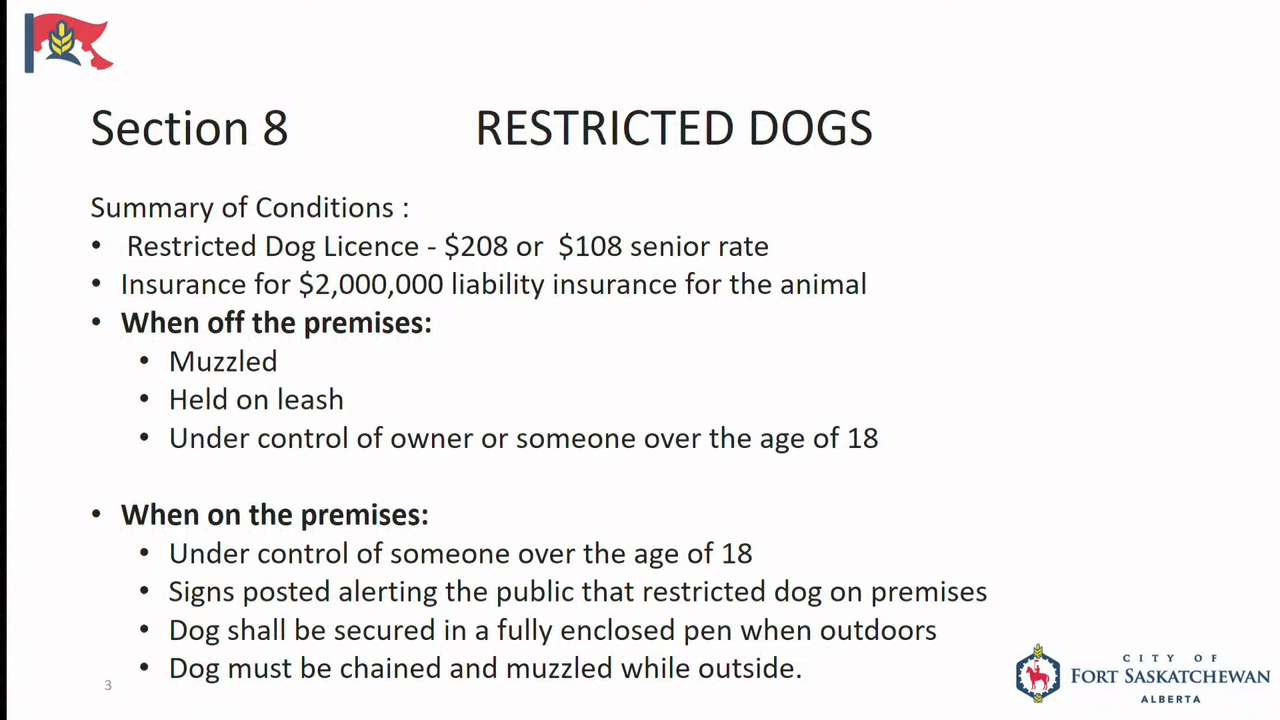 Section 8 RESTRICTED DOGS
Summary of Conditions :
• Restricted Dog Licence - $208 or $108 senior rate
• Insurance for $2,000,000 liability insurance for the animal
• When off the premises:
• Muzzled
• Held on leash
• Under control of owner or someone over the age of 18
• When on the premises:
• Under control of someone over the age of 18
• Signs posted alerting the public that restricted dog on premises
• Dog shall be secured in a fully enclosed pen when outdoors
• Dog must be chained and muzzled while outside.
3
CITY OF
FORT SASKATCHEWAN
ALBERTA